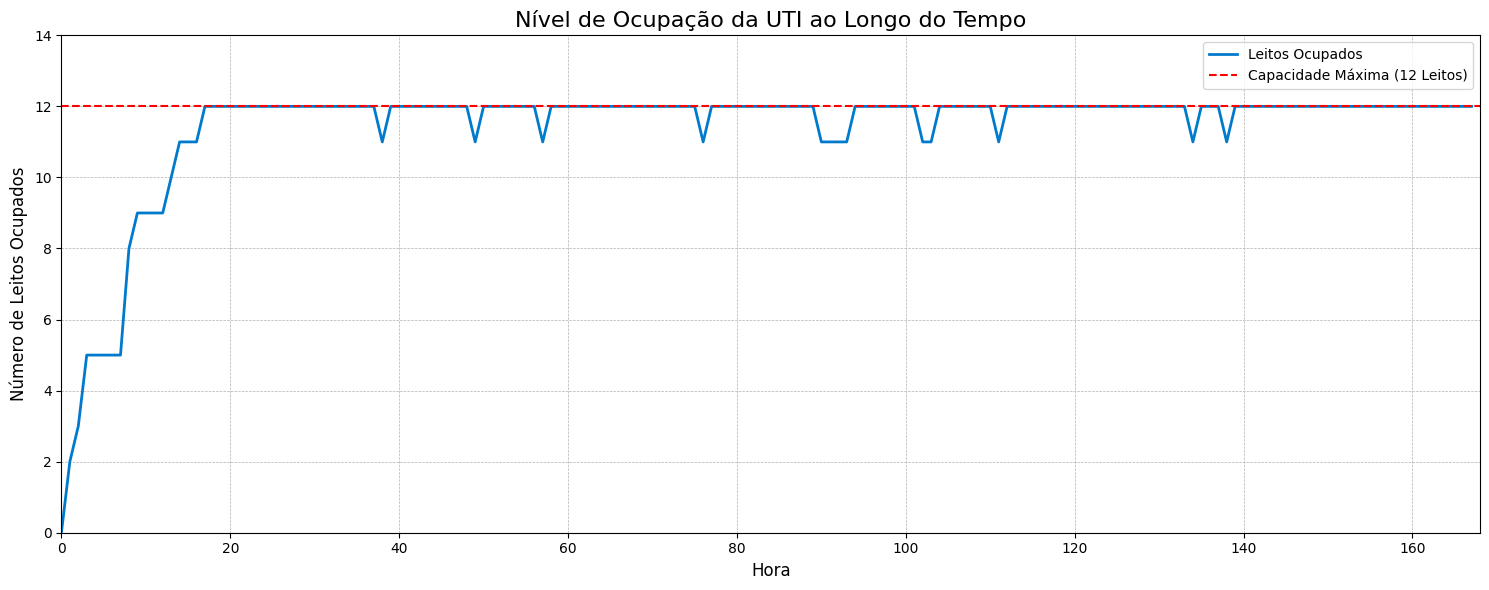 Nível de Ocupação da UTI ao Longo do Tempo
Leitos Ocupados
Capacidade Máxima (12 Leitos)
Número de Leitos Ocupados
14
12
10
8
6
4
2
0
0 20 40 60 80 100 120 140 160
Hora